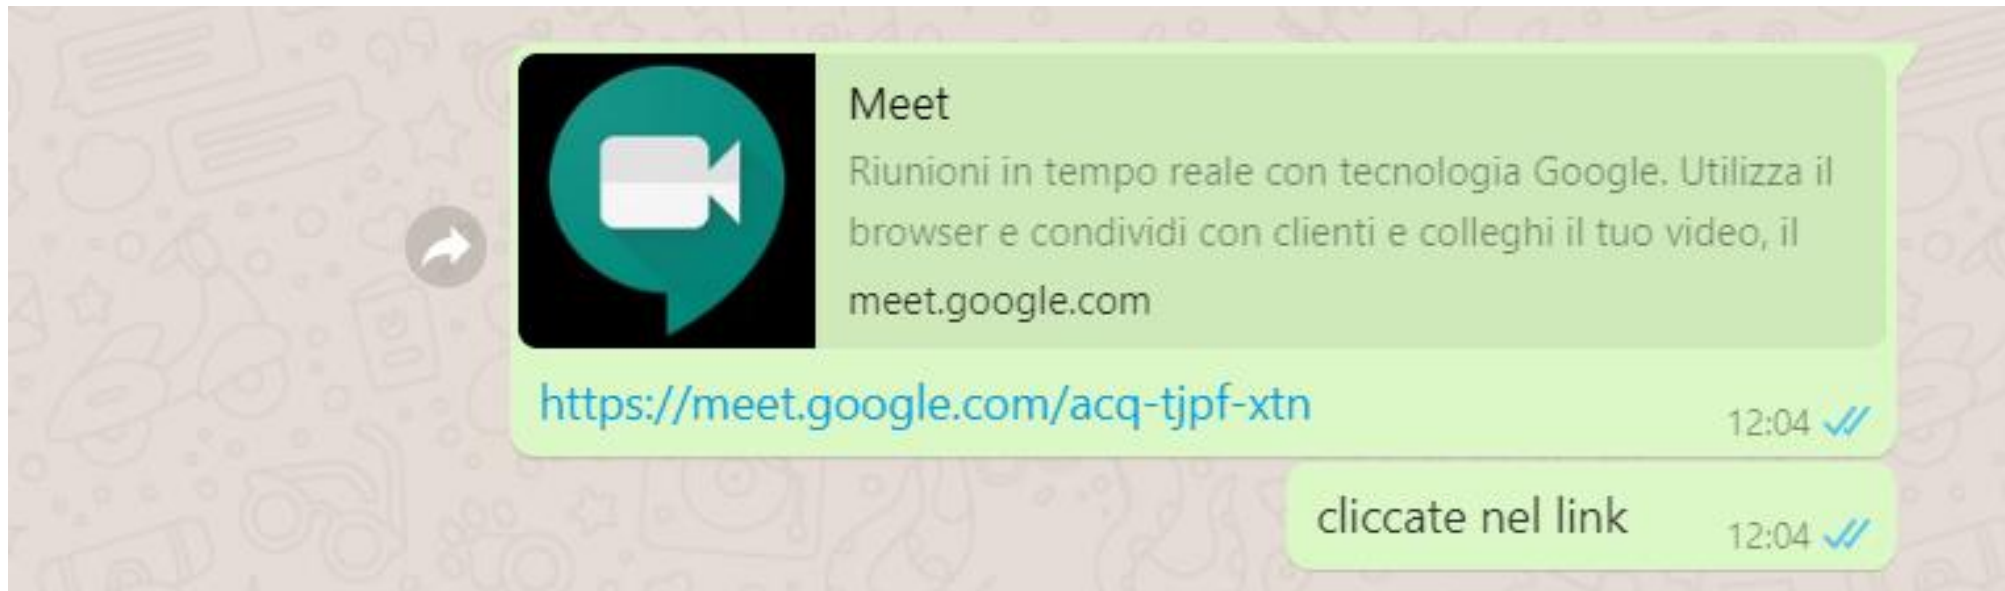 Meet
Riunioni in tempo reale con tecnologia Google. Utilizza il
browser e condividi con clienti e colleghi il tuo video, il
meet.google.com
https://meet.google.com/acq-tjpf-xtn
12:04
cliccate nel link
12:04